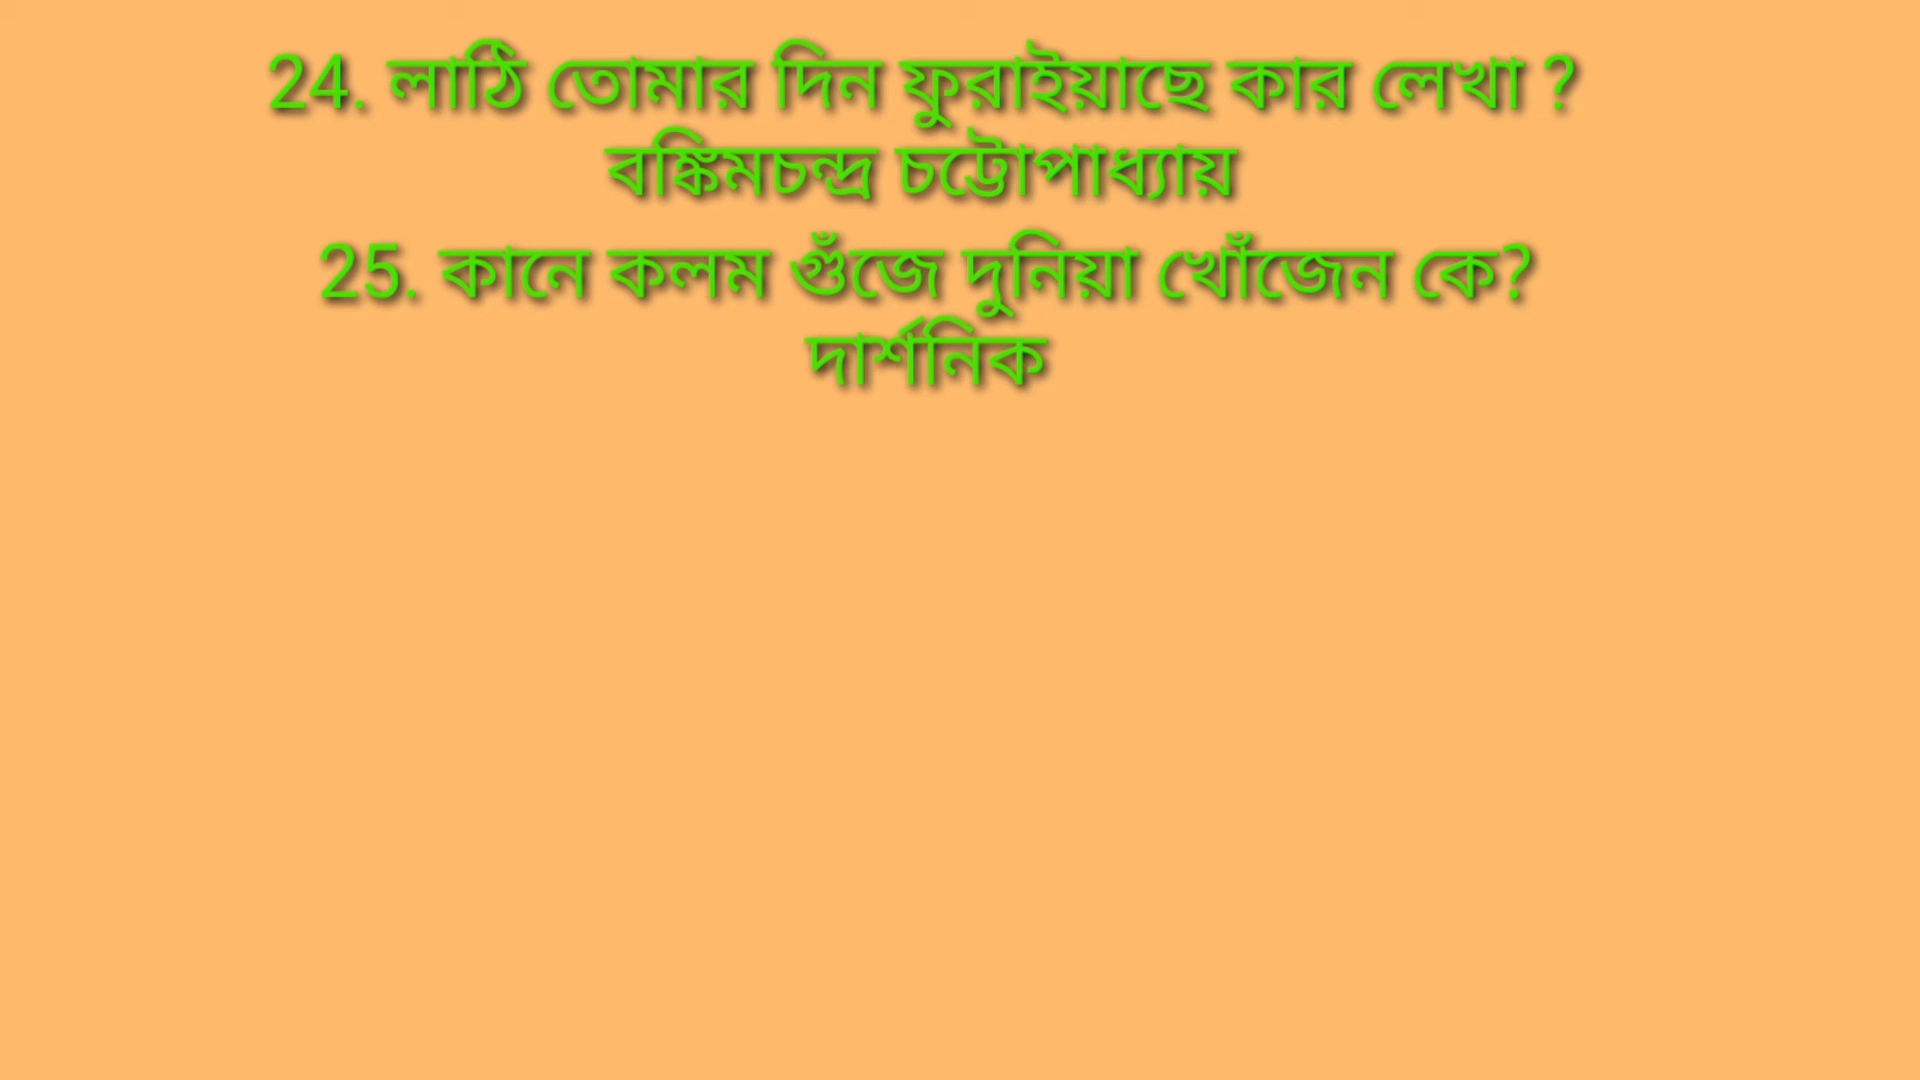 24. লাঠি তোমার দিন ফুরাইয়াছে কার লেখা ?
বঙ্কিমচন্দ্র চট্টোপাধ্যায়
25. কানে কলম গুঁজে দুনিয়া খোঁজেন কে?
দার্শনিক